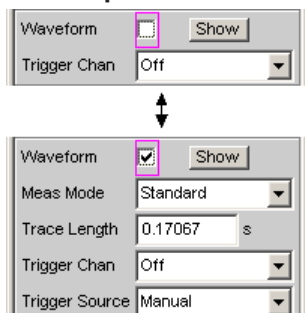 Waveform Show
Trigger Chan Off
Waveform Show
Meas Mode Standard
Trace Length 0.17067 s
Trigger Chan Off
Trigger Source Manual